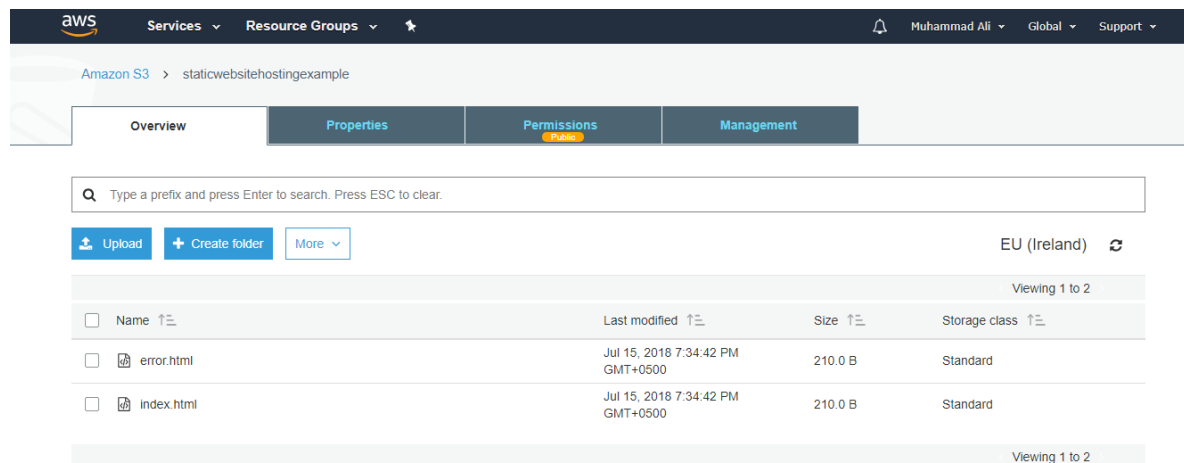 aws Services Resource Groups Muhammad Ali Global Support
Amazon S3 > staticwebsitehostingexample
Overview Properties Permissions Management
Public
Type a prefix and press Enter to search. Press ESC to clear.
Upload + Create folder More EU (Ireland)
Viewing 1 to 2
Name Last modified Size Storage class
error.html Jul 15, 2018 7:34:42 PM GMT+0500 210.0 B Standard
index.html Jul 15, 2018 7:34:42 PM GMT+0500 210.0 B Standard
Viewing 1 to 2